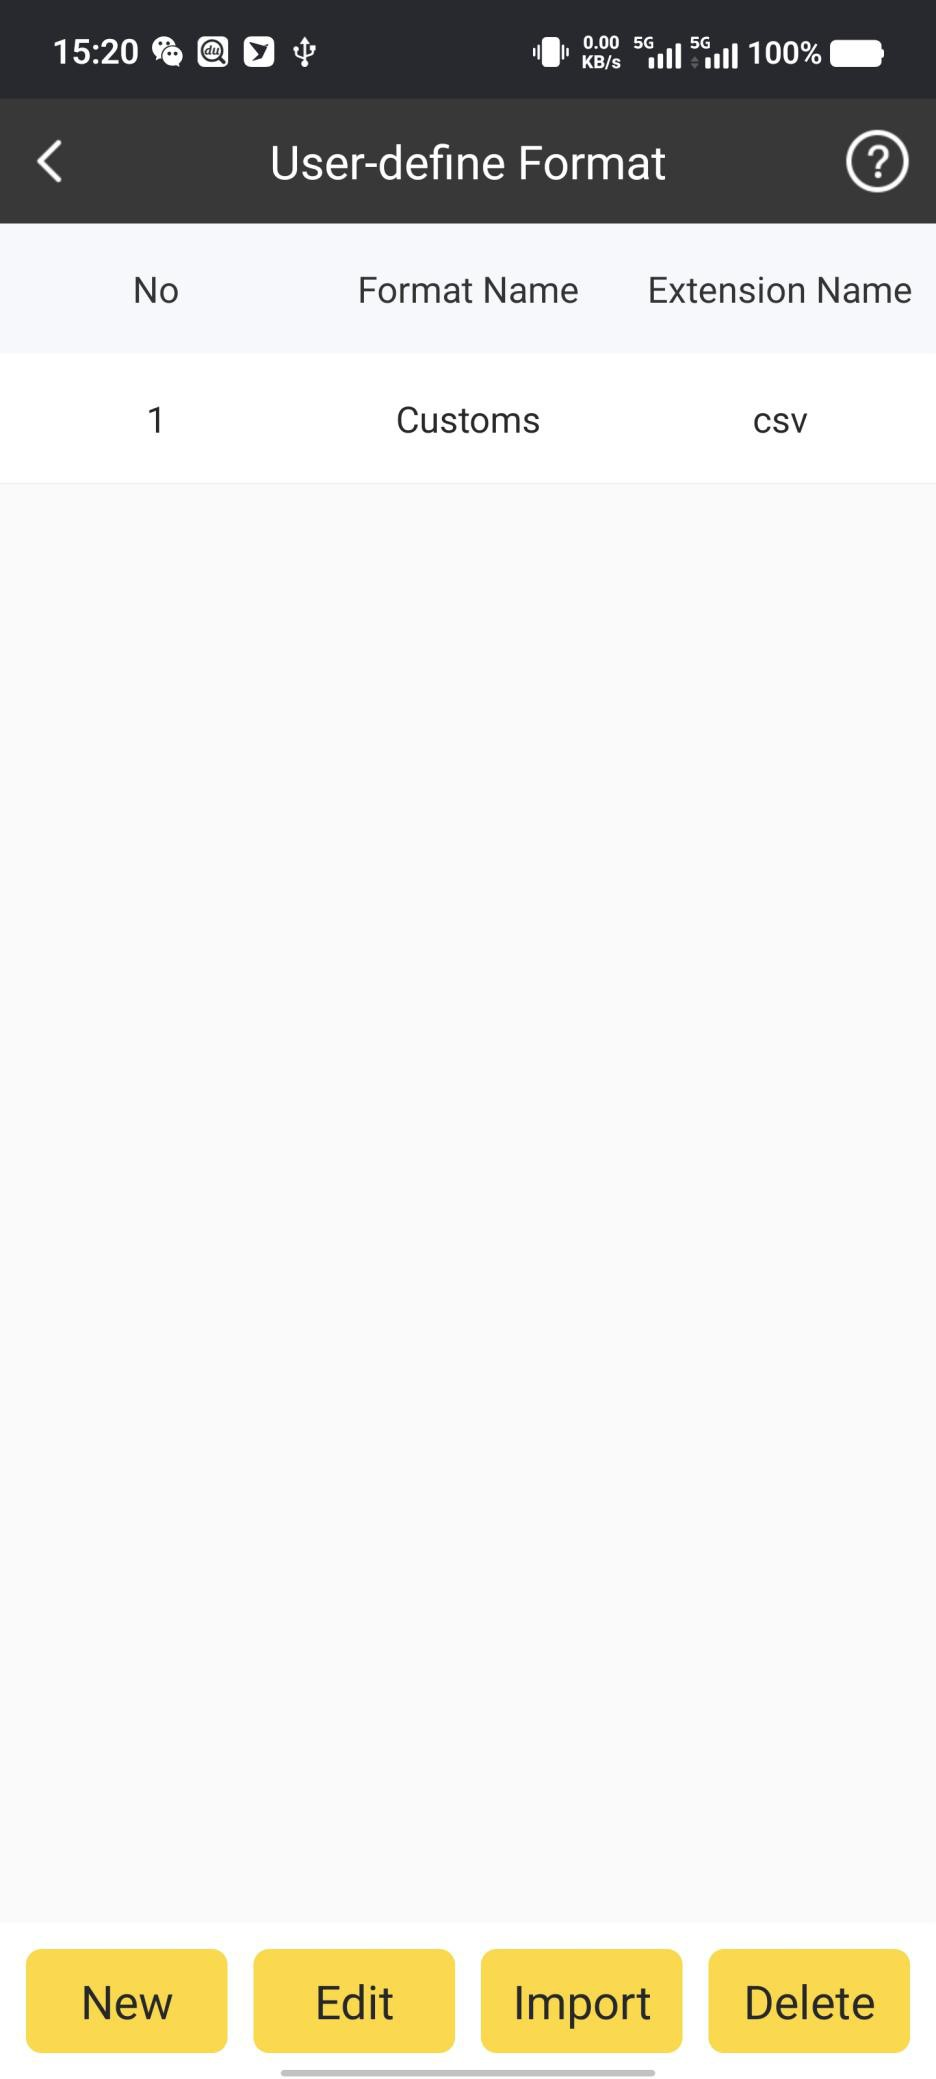 15:20 0.00 KB/s 5G 5G 100%
User-define Format
No Format Name Extension Name
1 Customs csv
New Edit Import Delete